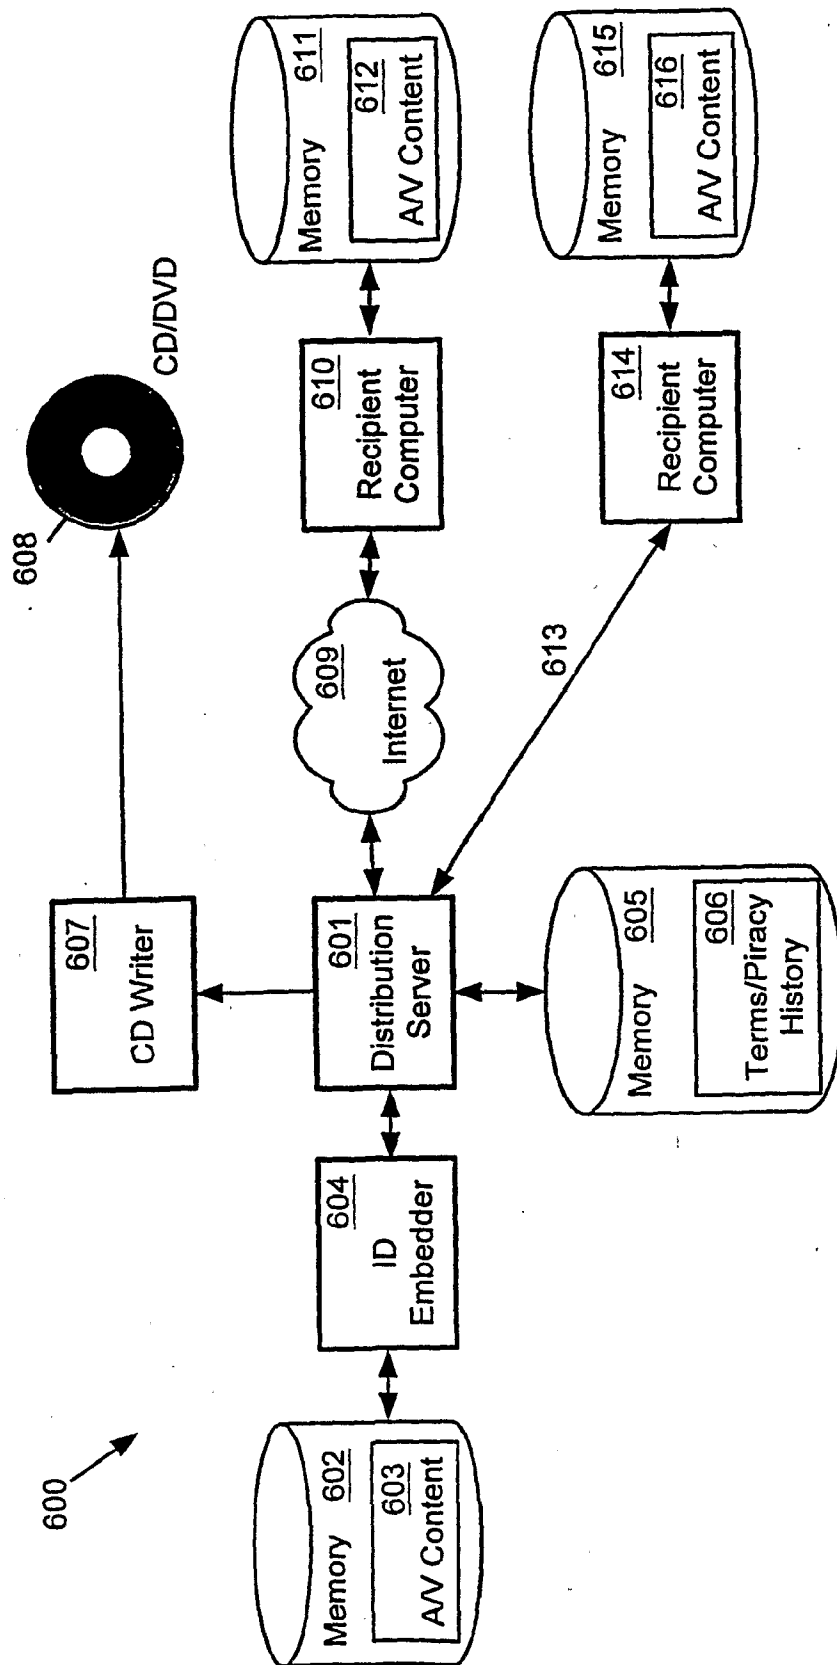 600
Memory
602
603
A/V Content
604
ID
Embedder
607
CD Writer
601
Distribution
Server
Memory
605
606
Terms/Piracy
History
608
CD/DVD
609
Internet
613
610
Recipient
Computer
Memory
611
612
A/V Content
614
Recipient
Computer
Memory
615
616
A/V Content